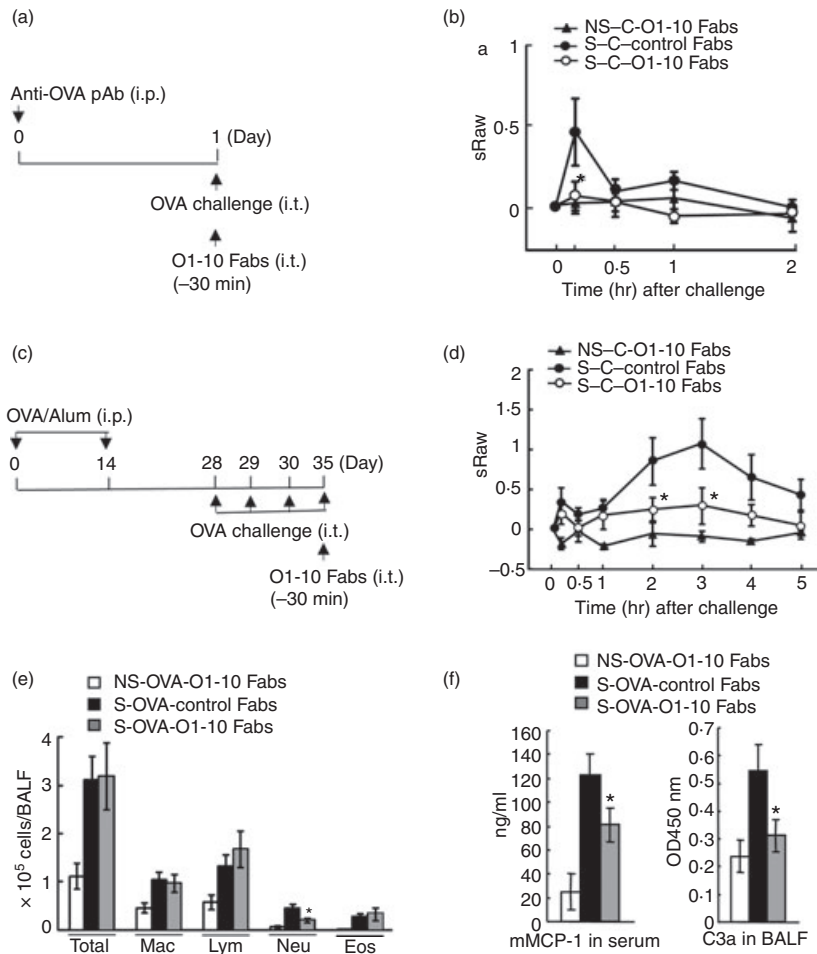 (a)
Anti-OVA pAb (i.p.)
0 1 (Day)
OVA challenge (i.t.)
O1-10 Fabs (i.t.)
(–30 min)
(b)
a
NS–C-O1-10 Fabs
S–C–control Fabs
S–C–O1-10 Fabs
1
0·5
0
sRaw
*
0 0·5 1 2
Time (hr) after challenge
(c)
OVA/Alum (i.p.)
0 14 28 29 30 35 (Day)
OVA challenge (i.t.)
O1-10 Fabs (i.t.)
(–30 min)
(d)
NS–C-O1-10 Fabs
S–C–control Fabs
S–C–O1-10 Fabs
2
1·5
1
0·5
0
–0·5
sRaw
* *
0 0·5 1 2 3 4 5
Time (hr) after challenge
(e)
NS-OVA-O1-10 Fabs
S-OVA-control Fabs
S-OVA-O1-10 Fabs
4
3
2
1
0
× 10⁵ cells/BALF
*
Total Mac Lym Neu Eos
(f)
NS-OVA-O1-10 Fabs
S-OVA-control Fabs
S-OVA-O1-10 Fabs
160
140
120
100
80
60
40
20
0
ng/ml
*
mMCP-1 in serum
0·7
0·6
0·5
0·4
0·3
0·2
0·1
0
OD450 nm
*
C3a in BALF